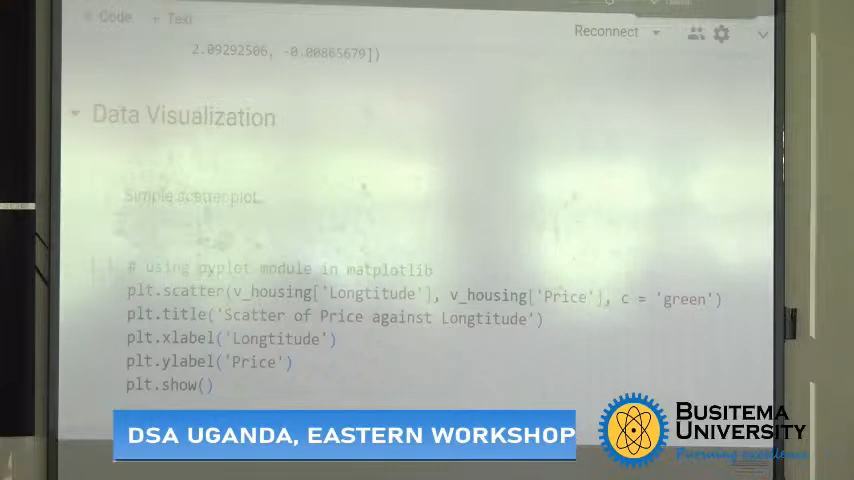 Code + Text
Reconnect
2.09292506, -0.00865679])
Data Visualization
Simple scatter plot
# using pyplot module in matplotlib
plt.scatter(v_housing['Longtitude'], v_housing['Price'], c = 'green')
plt.title('Scatter of Price against Longtitude')
plt.xlabel('Longtitude')
plt.ylabel('Price')
plt.show()
DSA UGANDA, EASTERN WORKSHOP
BUSITEMA
UNIVERSITY
Pursuing excellence